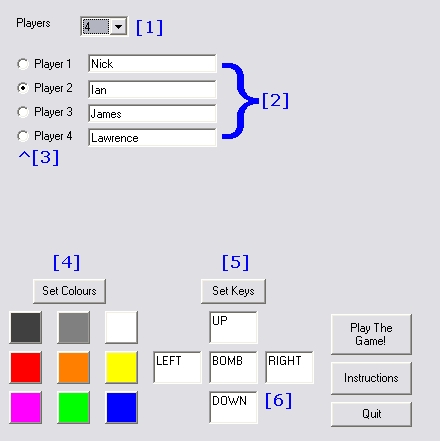 Players 4 [1]
Player 1 Nick
Player 2 Ian
[2]
Player 3 James
Player 4 Lawrence
^[3]
[4] [5]
Set Colours Set Keys
UP
Play The
Game!
LEFT BOMB RIGHT
Instructions
DOWN [6]
Quit